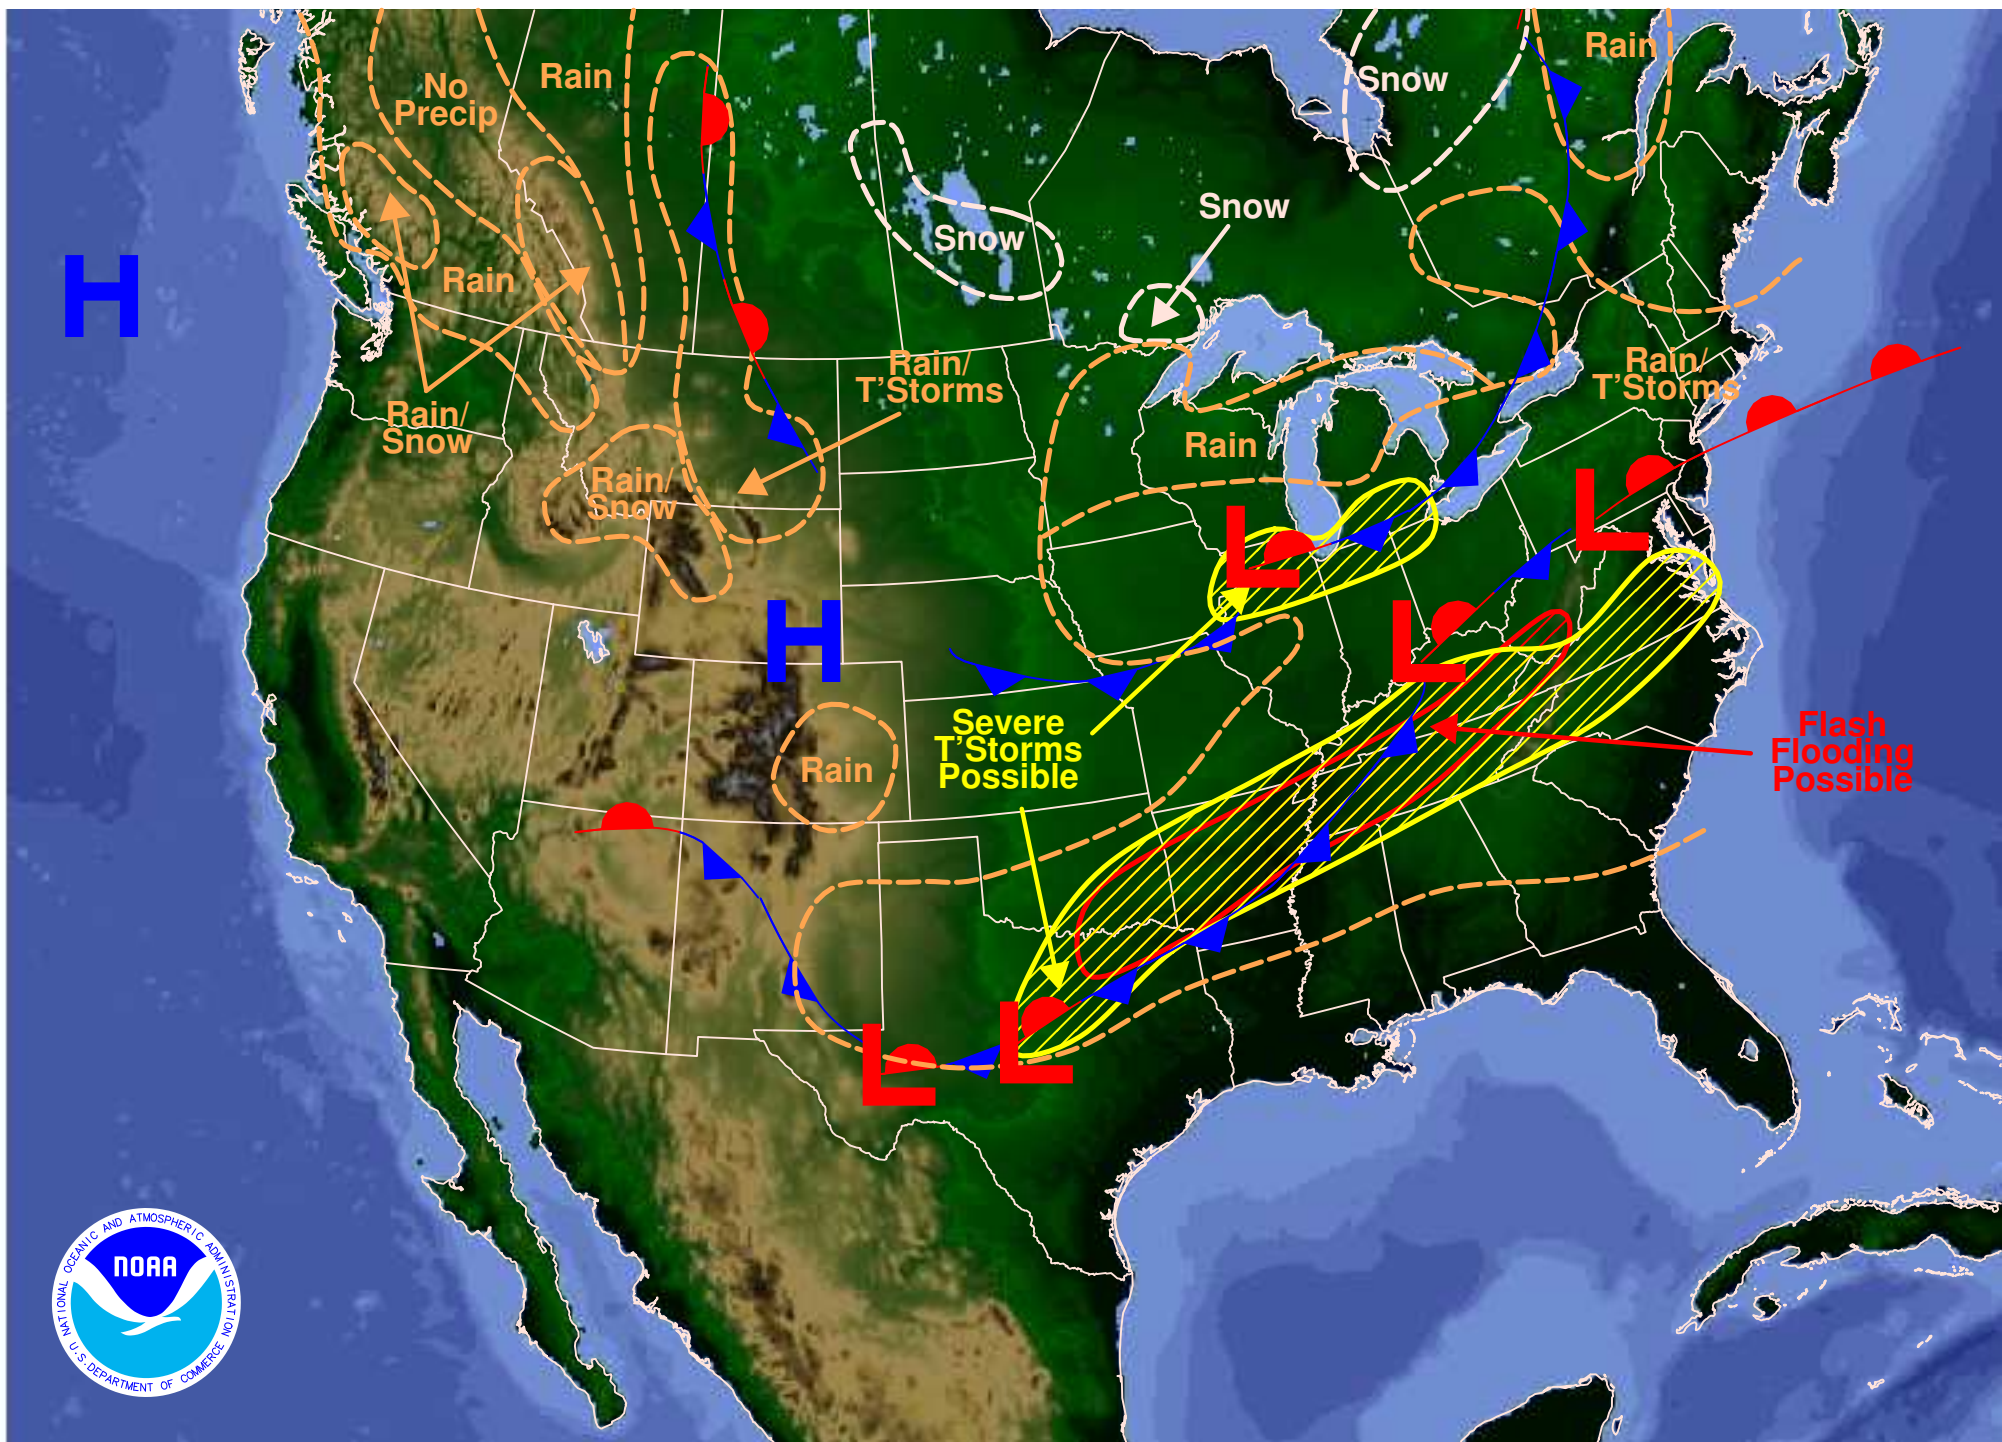 Rain
No
Precip
Rain
Snow
Snow
Snow
Rain
Rain/
T'Storms
Rain/
Snow
Rain/
Snow
Rain
Rain/
T'Storms
H
H
L
L
L
L
L
Severe
T'Storms
Possible
Rain
Flash
Flooding
Possible
NATIONAL OCEANIC AND ATMOSPHERIC ADMINISTRATION
NOAA
U.S. DEPARTMENT OF COMMERCE